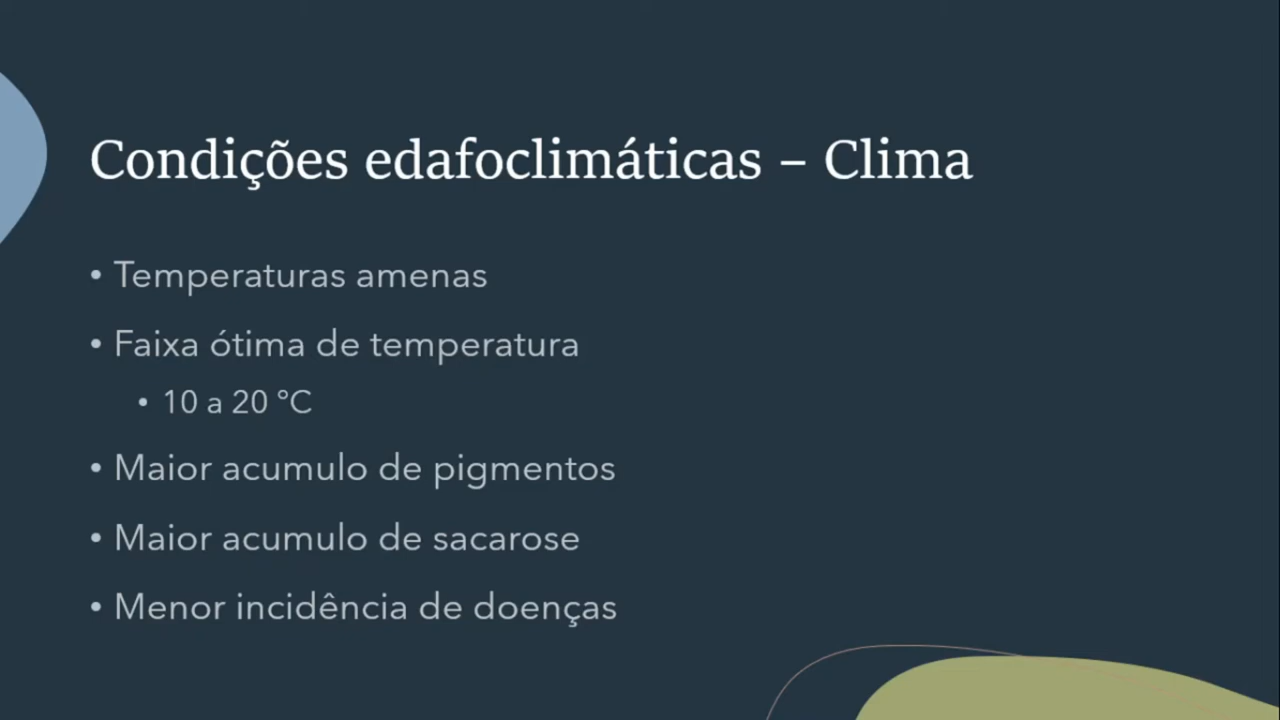 Condições edafoclimáticas – Clima
• Temperaturas amenas
• Faixa ótima de temperatura
• 10 a 20 ºC
• Maior acumulo de pigmentos
• Maior acumulo de sacarose
• Menor incidência de doenças